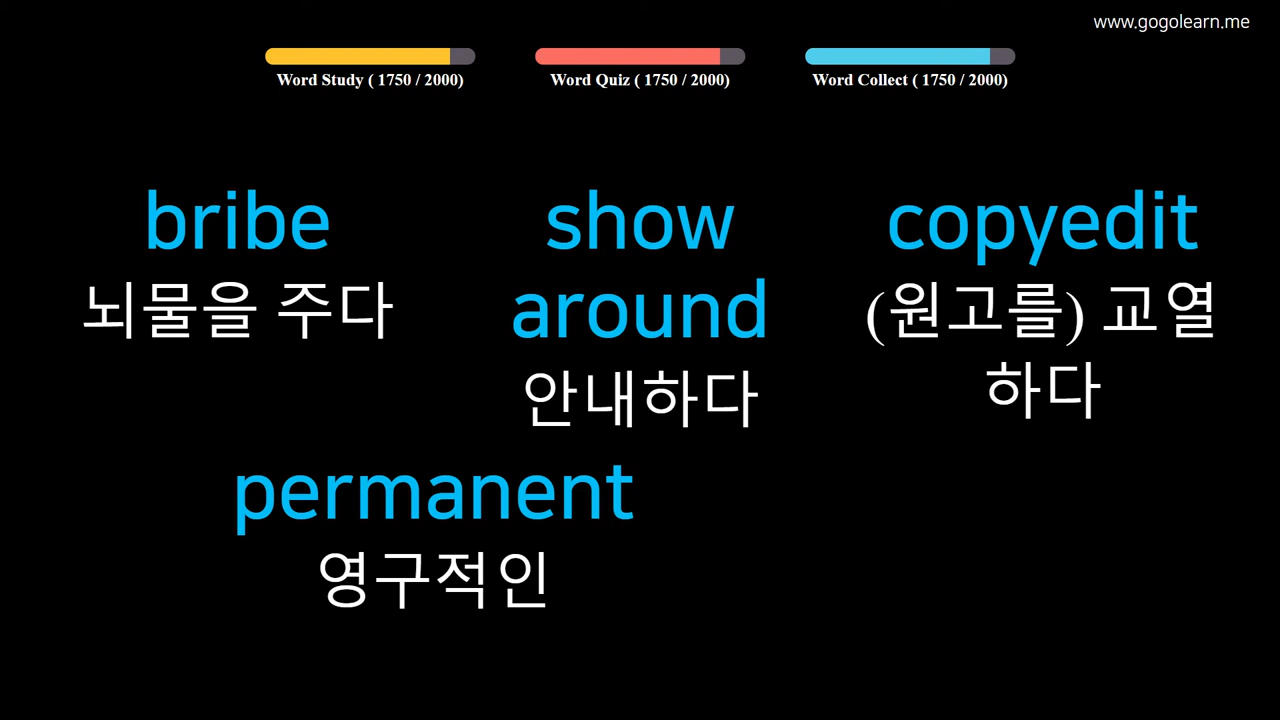 www.gogolearn.me
Word Study ( 1750 / 2000)
Word Quiz ( 1750 / 2000)
Word Collect ( 1750 / 2000)
bribe
뇌물을 주다
show
around
안내하다
copyedit
(원고를) 교열
하다
permanent
영구적인